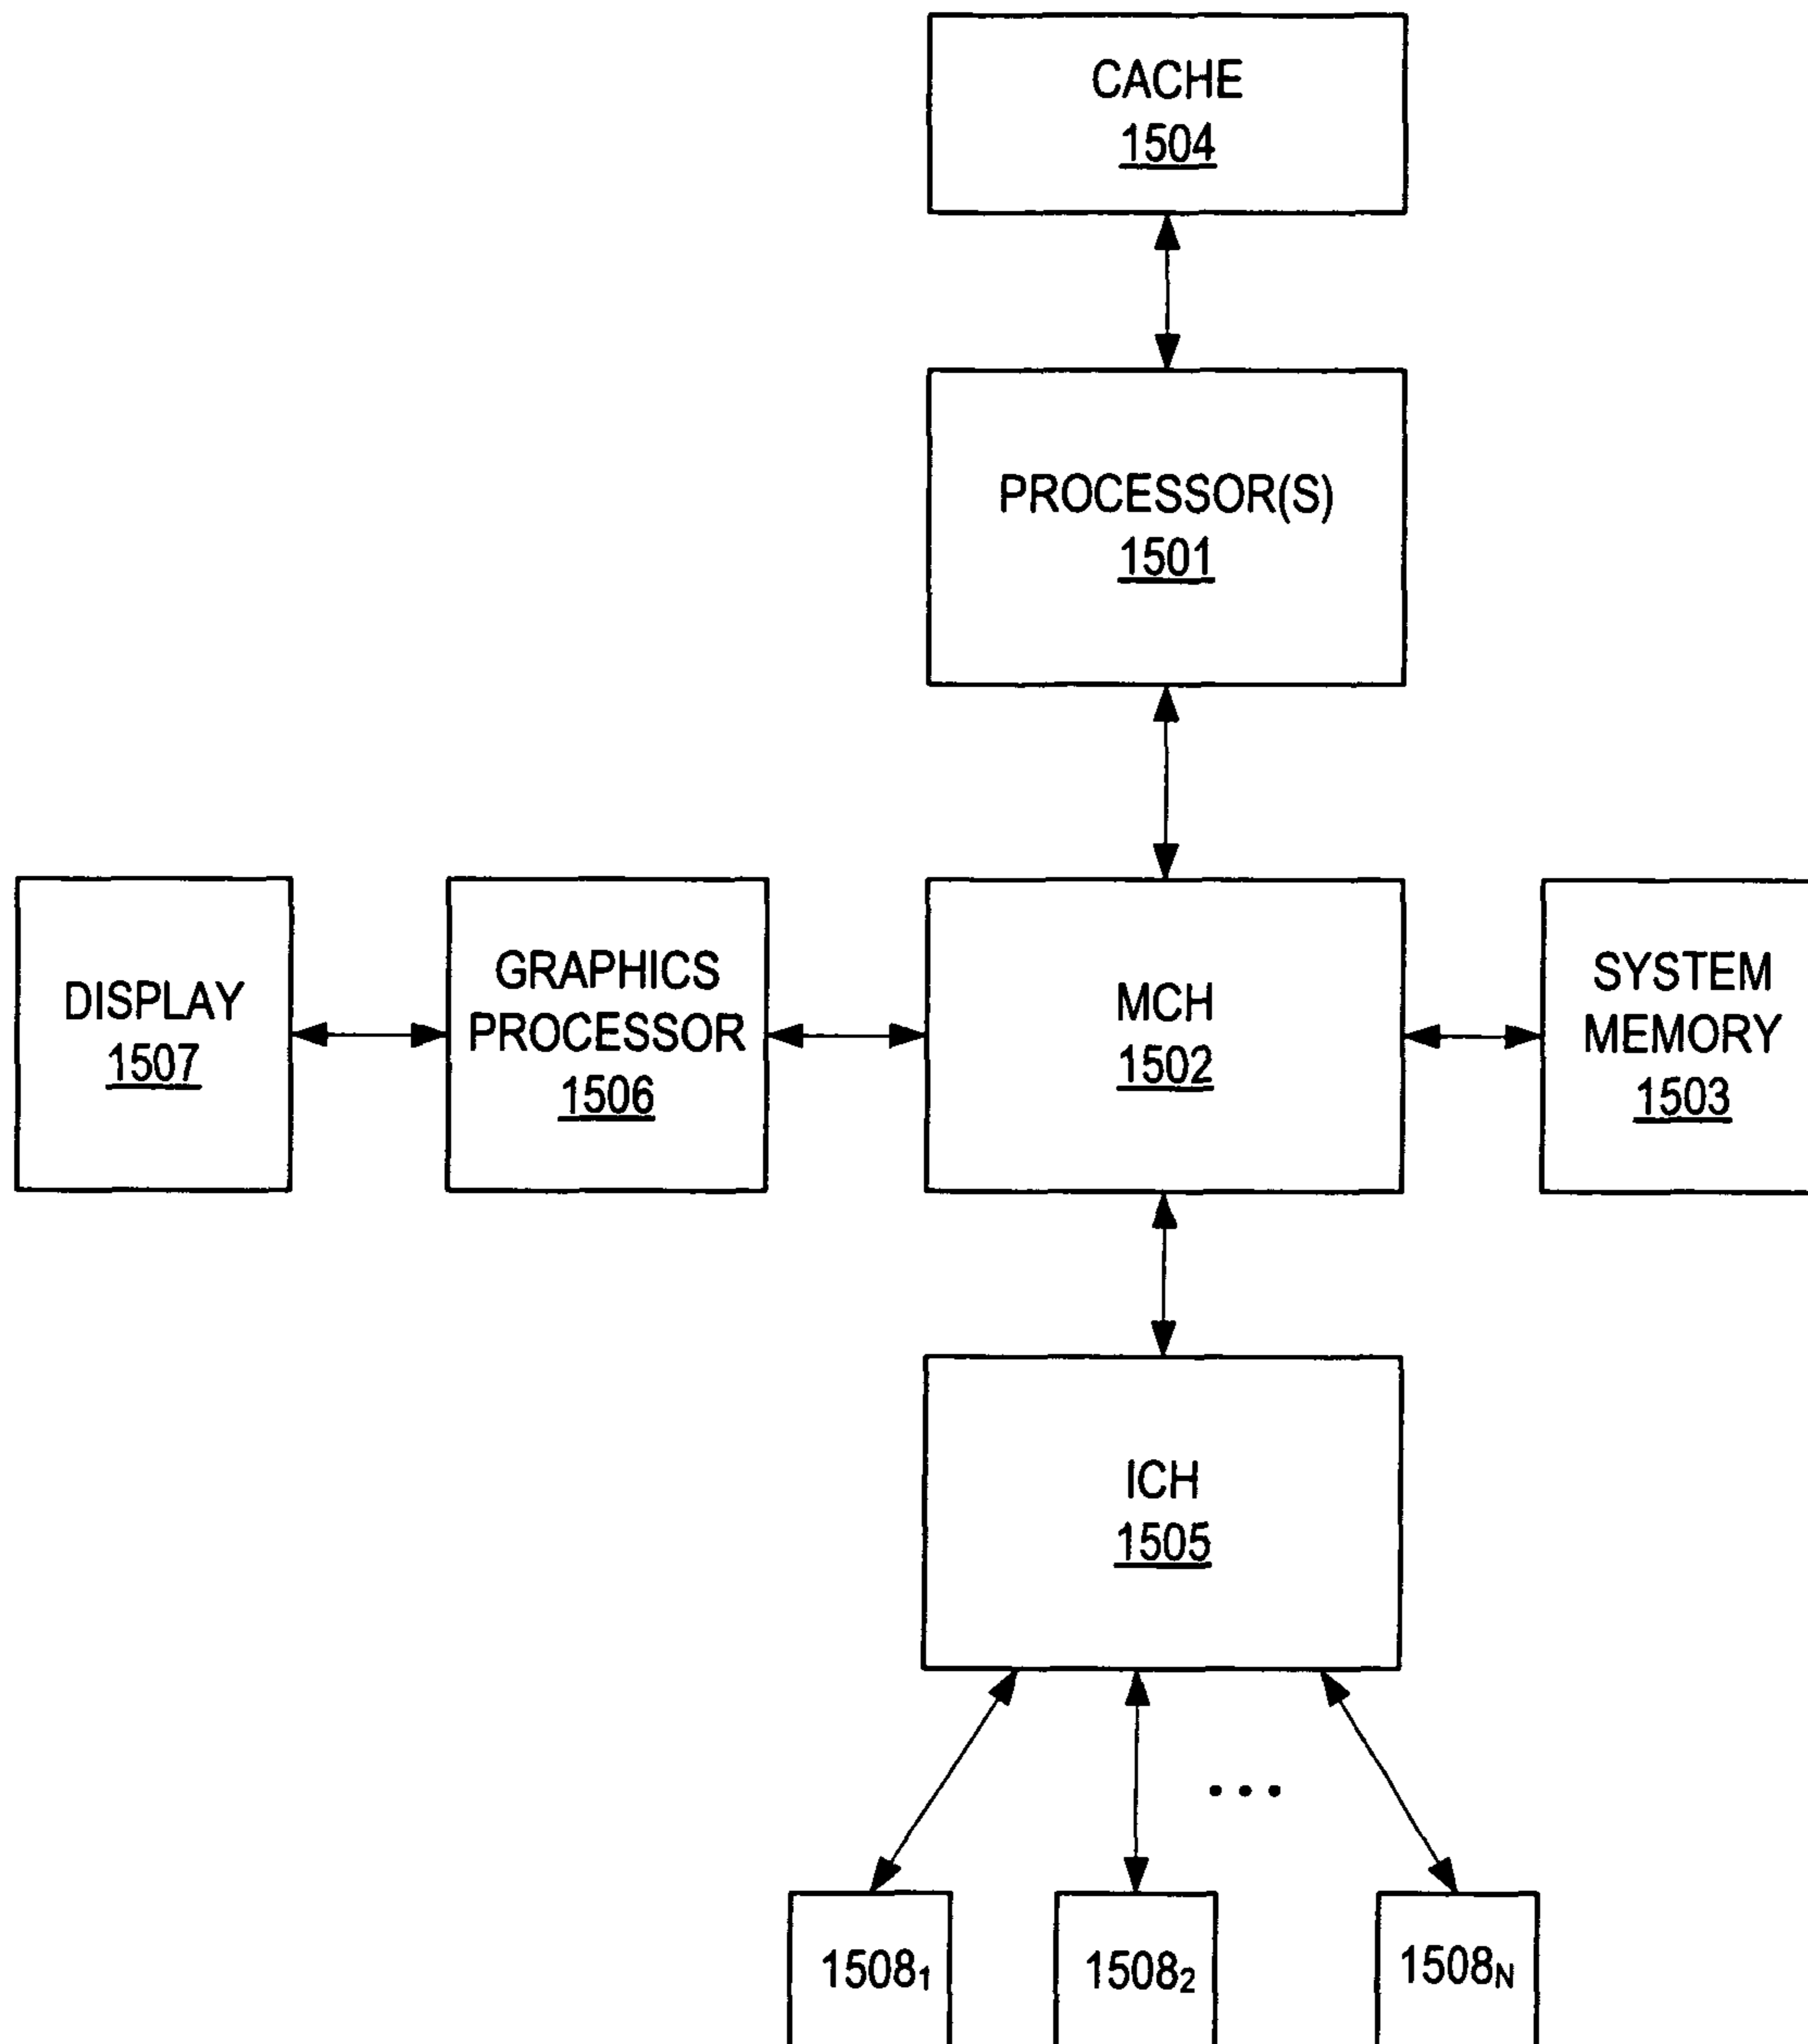 CACHE
1504
PROCESSOR(S)
1501
DISPLAY
1507
GRAPHICS
PROCESSOR
1506
MCH
1502
SYSTEM
MEMORY
1503
ICH
1505
...
1508₁
1508₂
1508N